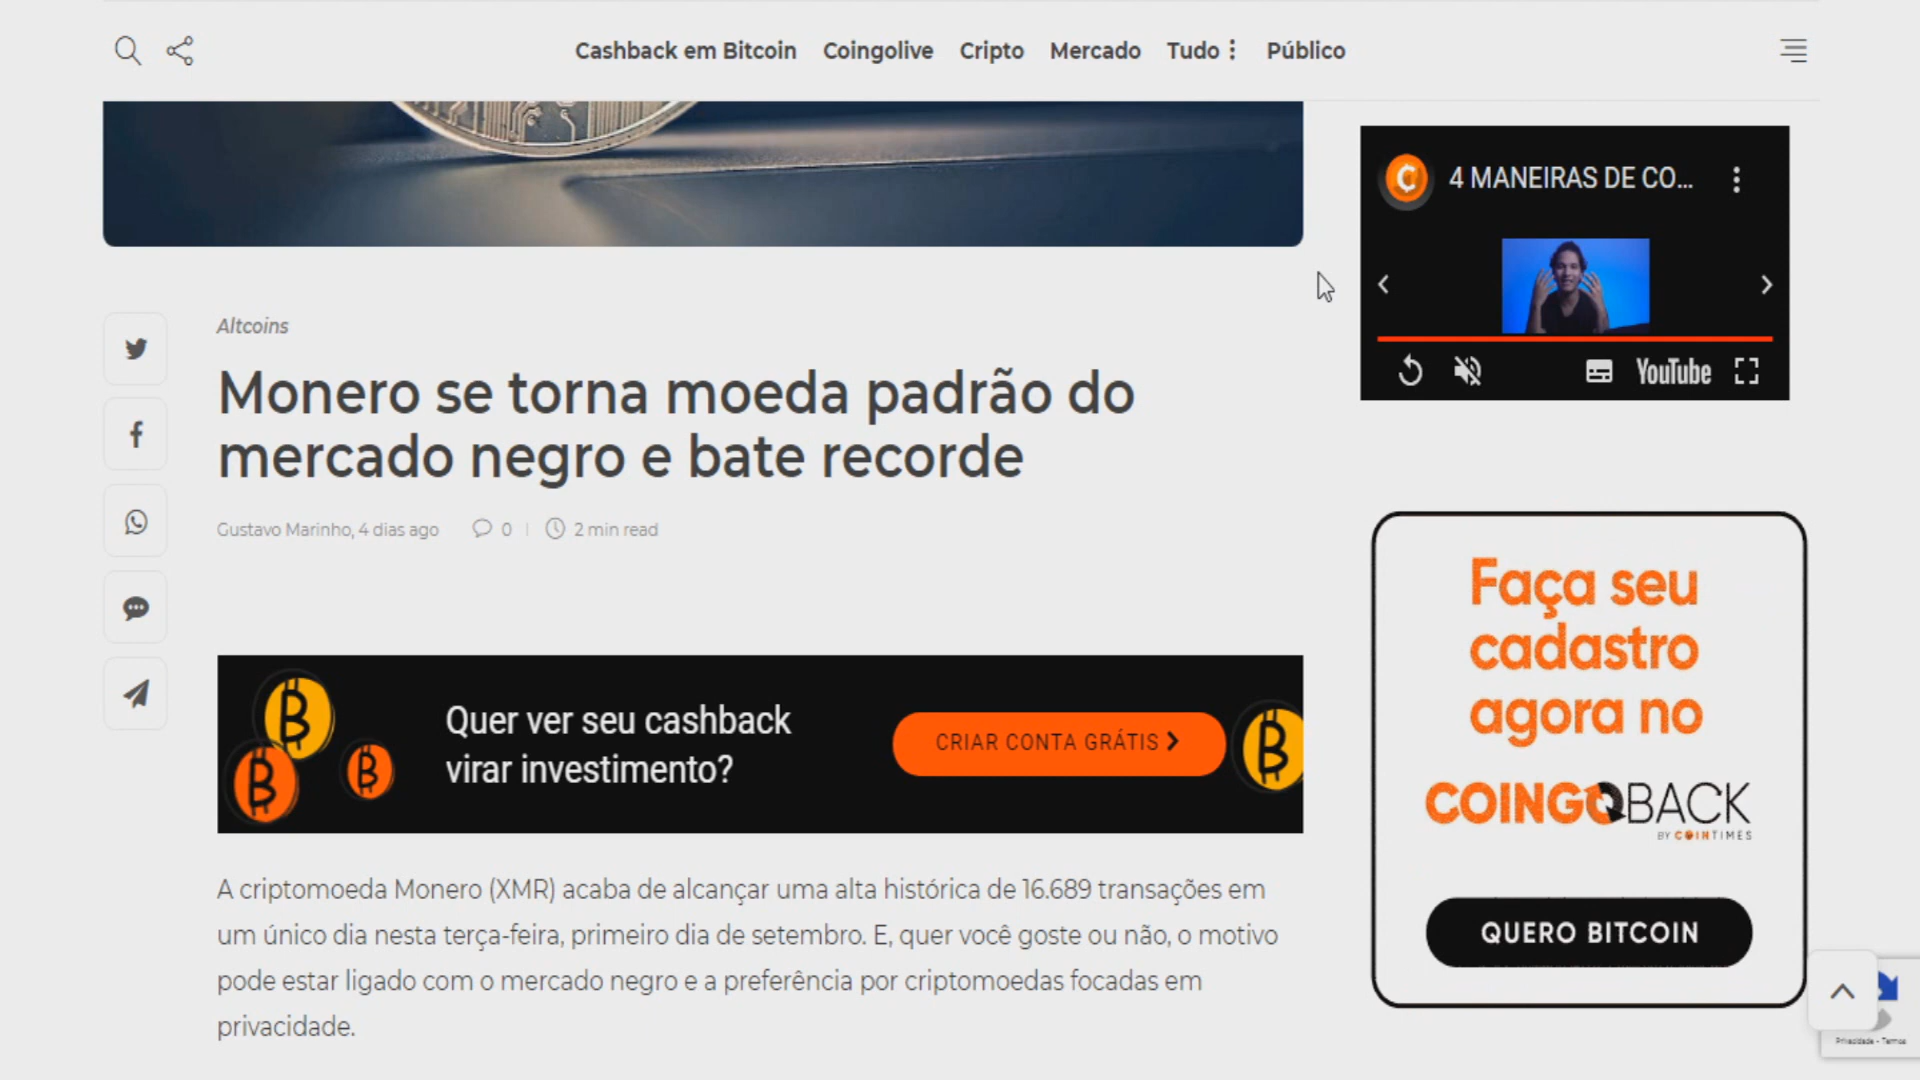 Cashback em Bitcoin Coingolive Cripto Mercado Tudo Público
4 MANEIRAS DE CO...
YouTube
Altcoins
Monero se torna moeda padrão do
mercado negro e bate recorde
Gustavo Marinho, 4 dias ago 0 2 min read
Quer ver seu cashback
virar investimento?
CRIAR CONTA GRÁTIS
A criptomoeda Monero (XMR) acaba de alcançar uma alta histórica de 16.689 transações em
um único dia nesta terça-feira, primeiro dia de setembro. E, quer você goste ou não, o motivo
pode estar ligado com o mercado negro e a preferência por criptomoedas focadas em
privacidade.
Faça seu
cadastro
agora no
COINGOBACK
BY COINTIMES
QUERO BITCOIN
Privacidade - Termos